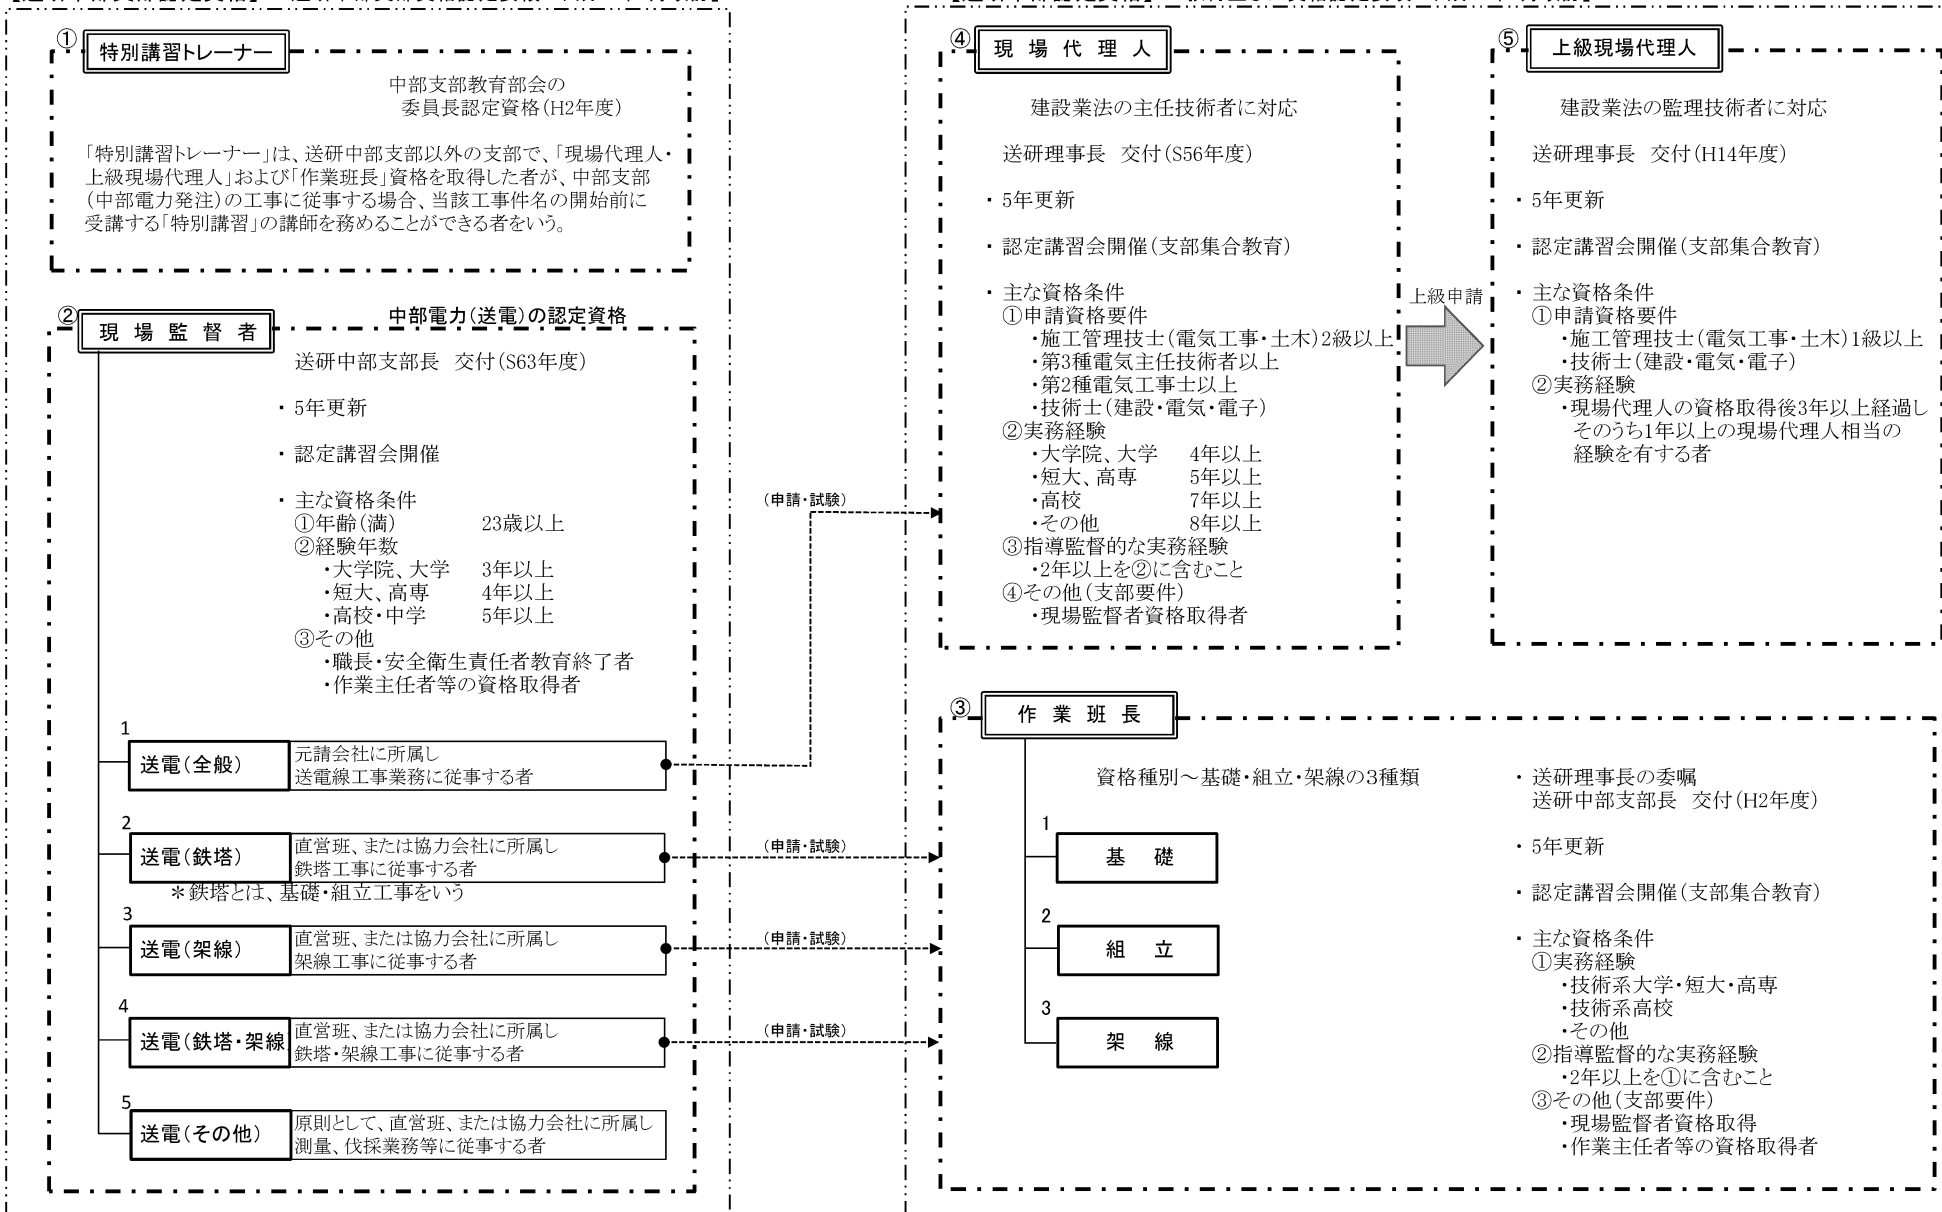 ①
特別講習トレーナー
中部支部教育部会の
委員長認定資格(H2年度)
「特別講習トレーナー」は、送研中部支部以外の支部で、「現場代理人・
上級現場代理人」および「作業班長」資格を取得した者が、中部支部
(中部電力発注)の工事に従事する場合、当該工事件名の開始前に
受講する「特別講習」の講師を務めることができる者をいう。
②
現場監督者
中部電力(送電)の認定資格
送研中部支部長 交付(S63年度)
・5年更新
・認定講習会開催
・主な資格条件
①年齢(満) 23歳以上
②経験年数
・大学院、大学 3年以上
・短大、高専 4年以上
・高校・中学 5年以上
③その他
・職長・安全衛生責任者教育終了者
・作業主任者等の資格取得者
1
送電(全般)
元請会社に所属し
送電線工事業務に従事する者
2
送電(鉄塔)
直営班、または協力会社に所属し
鉄塔工事に従事する者
*鉄塔とは、基礎・組立工事をいう
3
送電(架線)
直営班、または協力会社に所属し
架線工事に従事する者
4
送電(鉄塔・架線
直営班、または協力会社に所属し
鉄塔・架線工事に従事する者
5
送電(その他)
原則として、直営班、または協力会社に所属し
測量、伐採業務等に従事する者
(申請・試験)
(申請・試験)
(申請・試験)
(申請・試験)
④
現場代理人
建設業法の主任技術者に対応
送研理事長 交付(S56年度)
・5年更新
・認定講習会開催(支部集合教育)
・主な資格条件
①申請資格要件
・施工管理技士(電気工事・土木)2級以上
・第3種電気主任技術者以上
・第2種電気工事士以上
・技術士(建設・電気・電子)
②実務経験
・大学院、大学 4年以上
・短大、高専 5年以上
・高校 7年以上
・その他 8年以上
③指導監督的な実務経験
・2年以上を②に含むこと
④その他(支部要件)
・現場監督者資格取得者
上級申請
⑤
上級現場代理人
建設業法の監理技術者に対応
送研理事長 交付(H14年度)
・5年更新
・認定講習会開催(支部集合教育)
・主な資格条件
①申請資格要件
・施工管理技士(電気工事・土木)1級以上
・技術士(建設・電気・電子)
②実務経験
・現場代理人の資格取得後3年以上経過し
そのうち1年以上の現場代理人相当の
経験を有する者
③
作業班長
資格種別~基礎・組立・架線の3種類
1
基礎
2
組立
3
架線
・送研理事長の委嘱
送研中部支部長 交付(H2年度)
・5年更新
・認定講習会開催(支部集合教育)
・主な資格条件
①実務経験
・技術系大学・短大・高専
・技術系高校
・その他
②指導監督的な実務経験
・2年以上を①に含むこと
③その他(支部要件)
・現場監督者資格取得
・作業主任者等の資格取得者